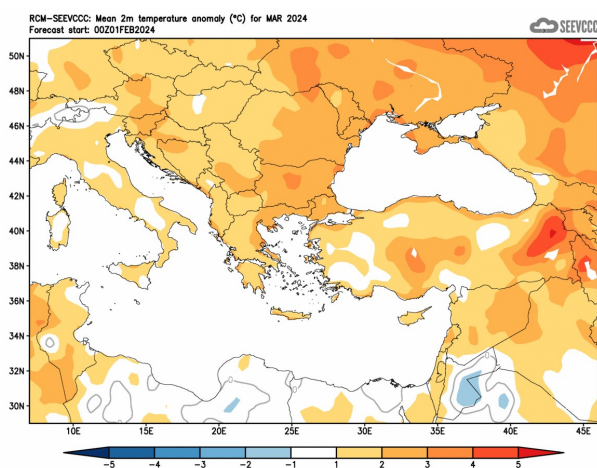 RCM-SEEVCCC: Mean 2m temperature anomaly (°C) for MAR 2024
Forecast start: 00Z01FEB2024
SEEVCCC
50N
48N
46N
44N
42N
40N
38N
36N
34N
32N
30N
10E 15E 20E 25E 30E 35E 40E 45E
-5 -4 -3 -2 -1 1 2 3 4 5